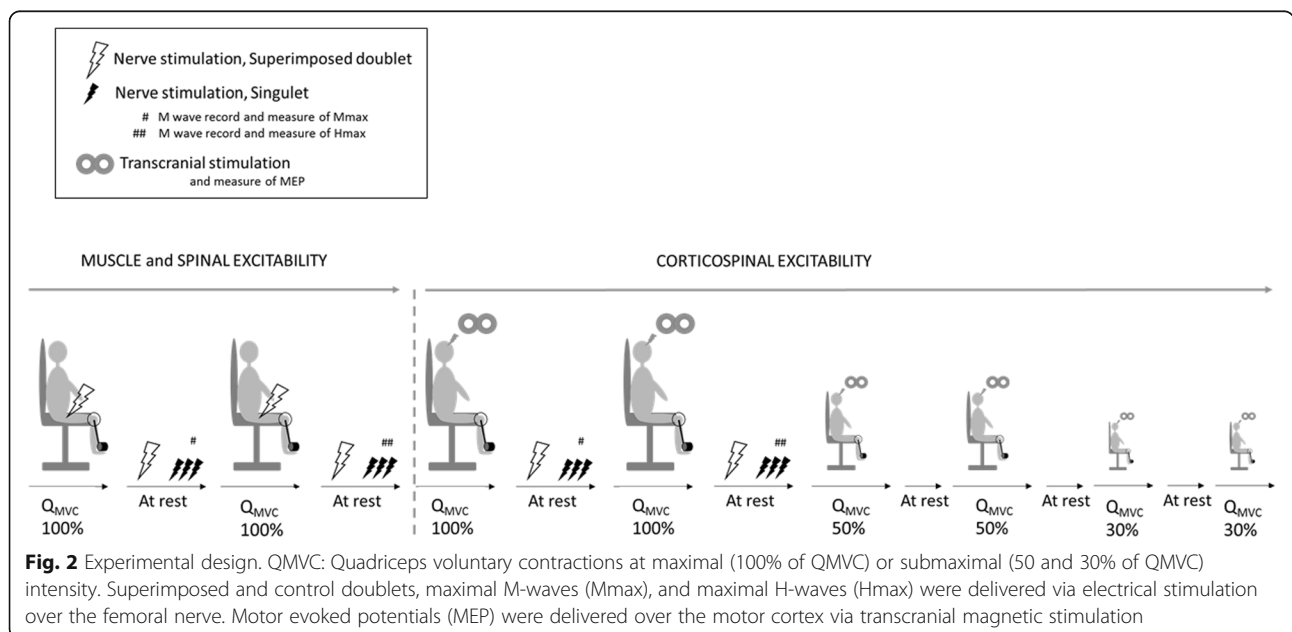 Nerve stimulation, Superimposed doublet
Nerve stimulation, Singulet
# M wave record and measure of Mmax
## M wave record and measure of Hmax
Transcranial stimulation
and measure of MEP
MUSCLE and SPINAL EXCITABILITY
CORTICOSPINAL EXCITABILITY
# ## # ##
At rest At rest At rest At rest At rest At rest At rest
QMVC QMVC QMVC QMVC QMVC QMVC QMVC QMVC
100% 100% 100% 100% 50% 50% 30% 30%
Fig. 2 Experimental design. QMVC: Quadriceps voluntary contractions at maximal (100% of QMVC) or submaximal (50 and 30% of QMVC)
intensity. Superimposed and control doublets, maximal M-waves (Mmax), and maximal H-waves (Hmax) were delivered via electrical stimulation
over the femoral nerve. Motor evoked potentials (MEP) were delivered over the motor cortex via transcranial magnetic stimulation